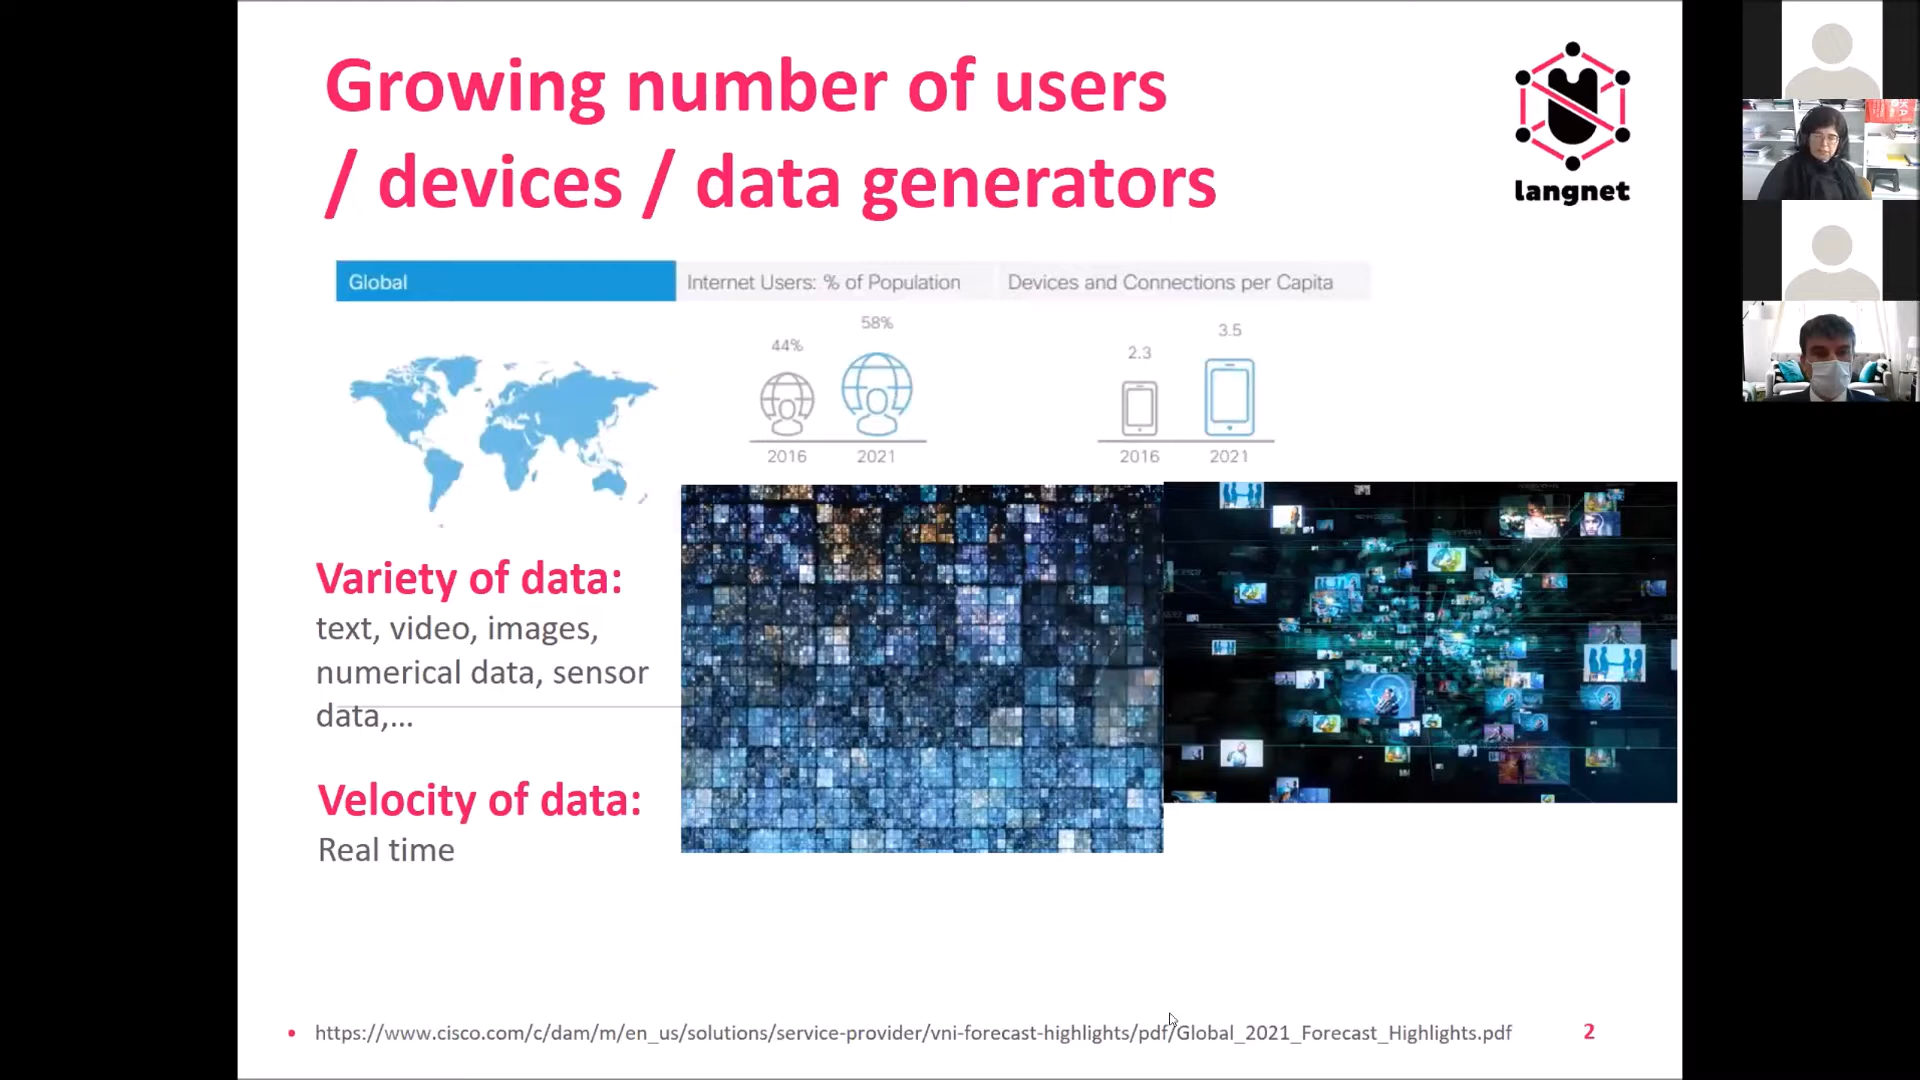 Growing number of users
/ devices / data generators
langnet
Global
Internet Users: % of Population
Devices and Connections per Capita
44%
58%
2016
2021
2.3
3.5
2016
2021
Variety of data:
text, video, images,
numerical data, sensor
data,...
Velocity of data:
Real time
• https://www.cisco.com/c/dam/m/en_us/solutions/service-provider/vni-forecast-highlights/pdf/Global_2021_Forecast_Highlights.pdf
2